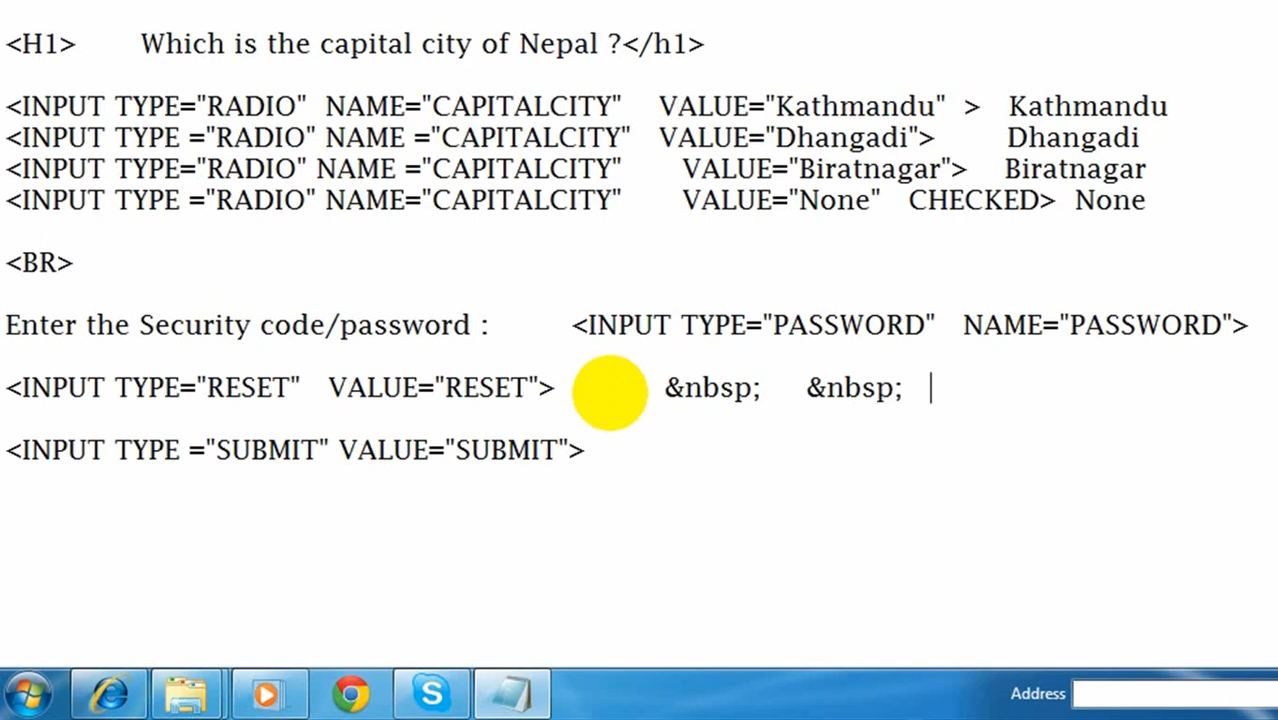 <H1>     Which is the capital city of Nepal ?</h1>
<INPUT TYPE="RADIO"  NAME="CAPITALCITY"    VALUE="Kathmandu" >   Kathmandu
<INPUT TYPE ="RADIO" NAME ="CAPITALCITY"   VALUE="Dhangadi">        Dhangadi
<INPUT TYPE ="RADIO" NAME ="CAPITALCITY"      VALUE="Biratnagar">    Biratnagar
<INPUT TYPE ="RADIO" NAME="CAPITALCITY"      VALUE="None"   CHECKED>  None
<BR>
Enter the Security code/password :        <INPUT TYPE="PASSWORD"   NAME="PASSWORD">
<INPUT TYPE="RESET"   VALUE="RESET">            &nbsp;     &nbsp;
<INPUT TYPE ="SUBMIT" VALUE="SUBMIT">
Address